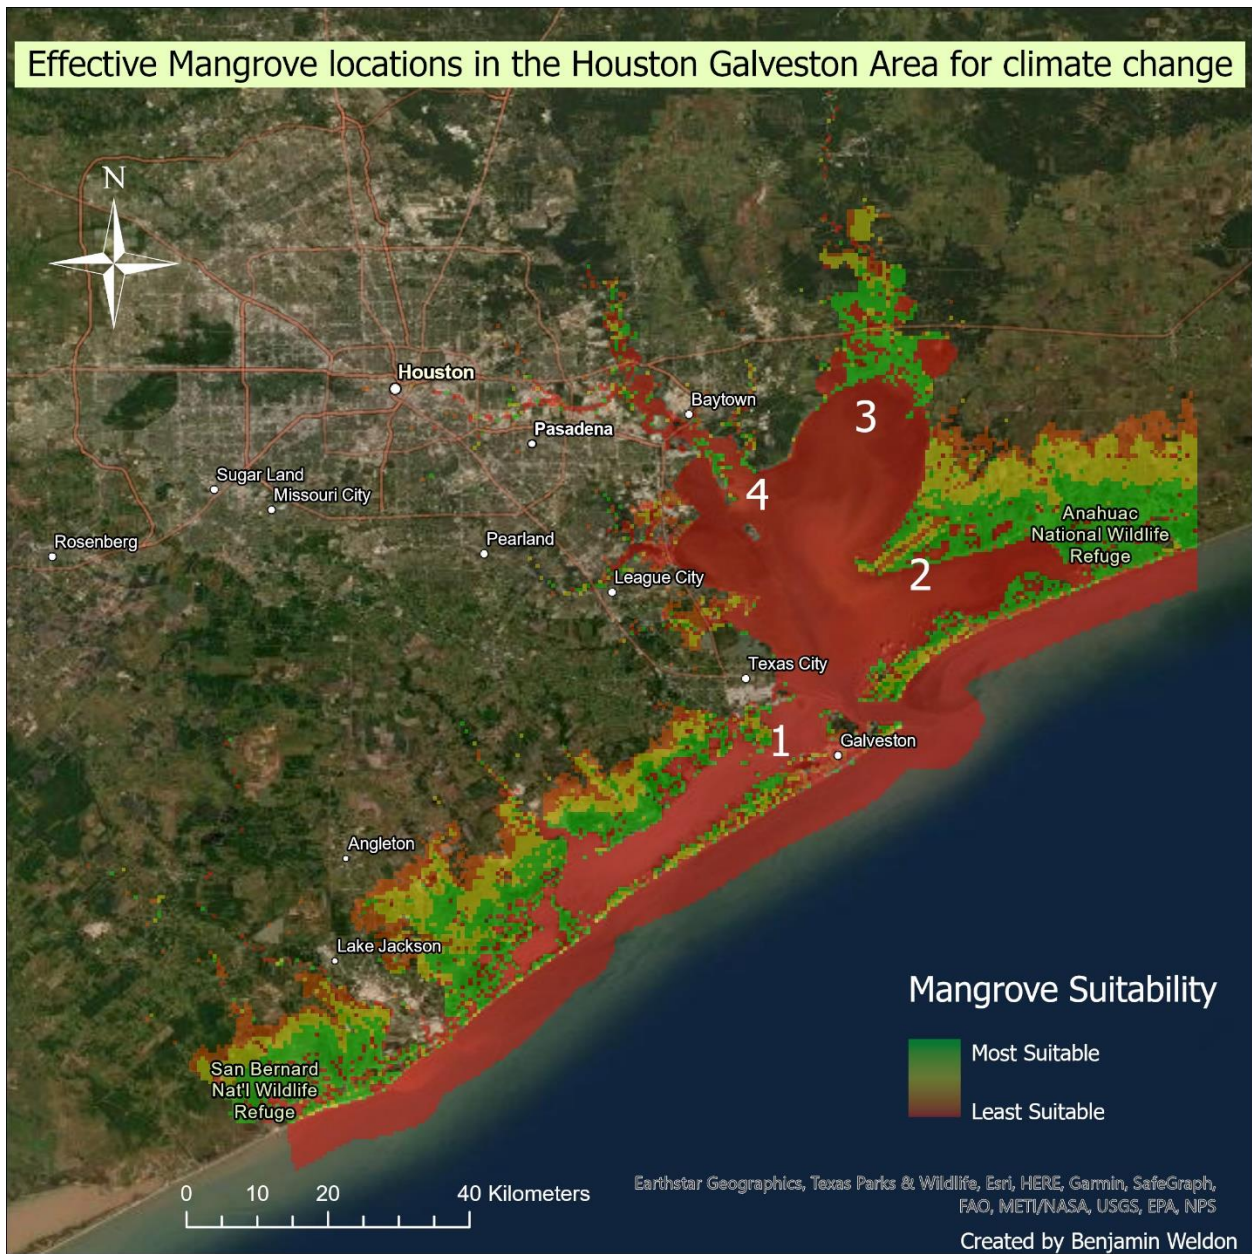 Effective Mangrove locations in the Houston Galveston Area for climate change
N
Houston
Baytown
3
Pasadena
Sugar Land
Missouri City
4
Anahuac
National Wildlife
Refuge
Rosenberg
Pearland
League City
2
Texas City
1
Galveston
Angleton
Lake Jackson
Mangrove Suitability
Most Suitable
Least Suitable
San Bernard
Nat'l Wildlife
Refuge
0 10 20 40 Kilometers
Earthstar Geographics, Texas Parks & Wildlife, Esri, HERE, Garmin, SafeGraph,
FAO, METI/NASA, USGS, EPA, NPS
Created by Benjamin Weldon